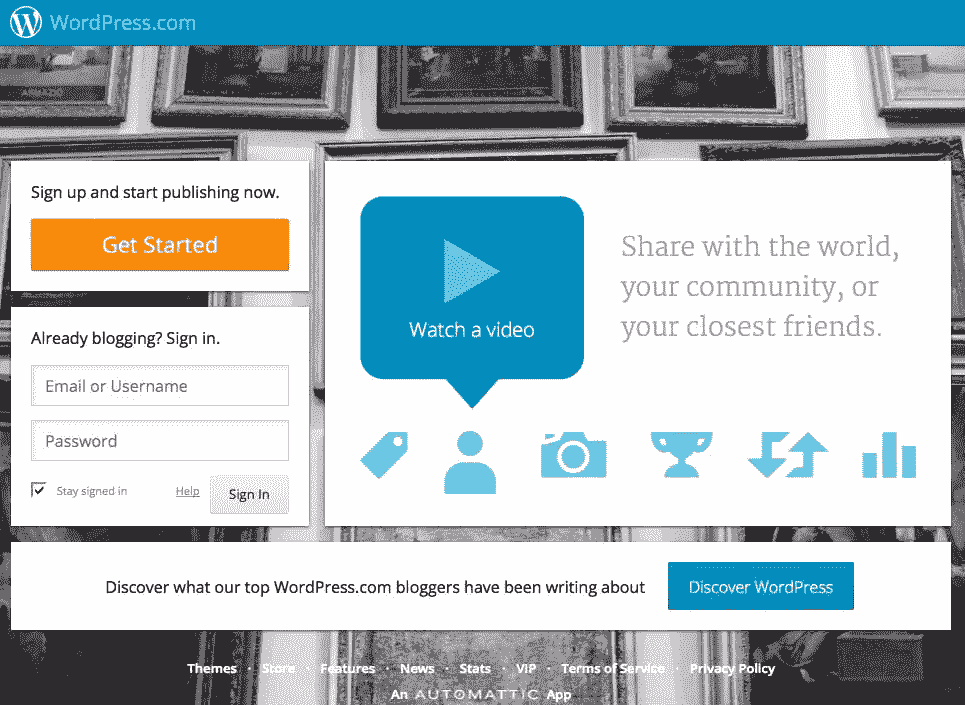 WordPress.com
Sign up and start publishing now.
Get Started
Already blogging? Sign in.
Email or Username
Password
Stay signed in
Help
Sign In
Watch a video
Share with the world,
your community, or
your closest friends.
Discover what our top WordPress.com bloggers have been writing about
Discover WordPress
Themes · Store · Features · News · Stats · VIP · Terms of Service · Privacy Policy
An AUTOMATTIC App